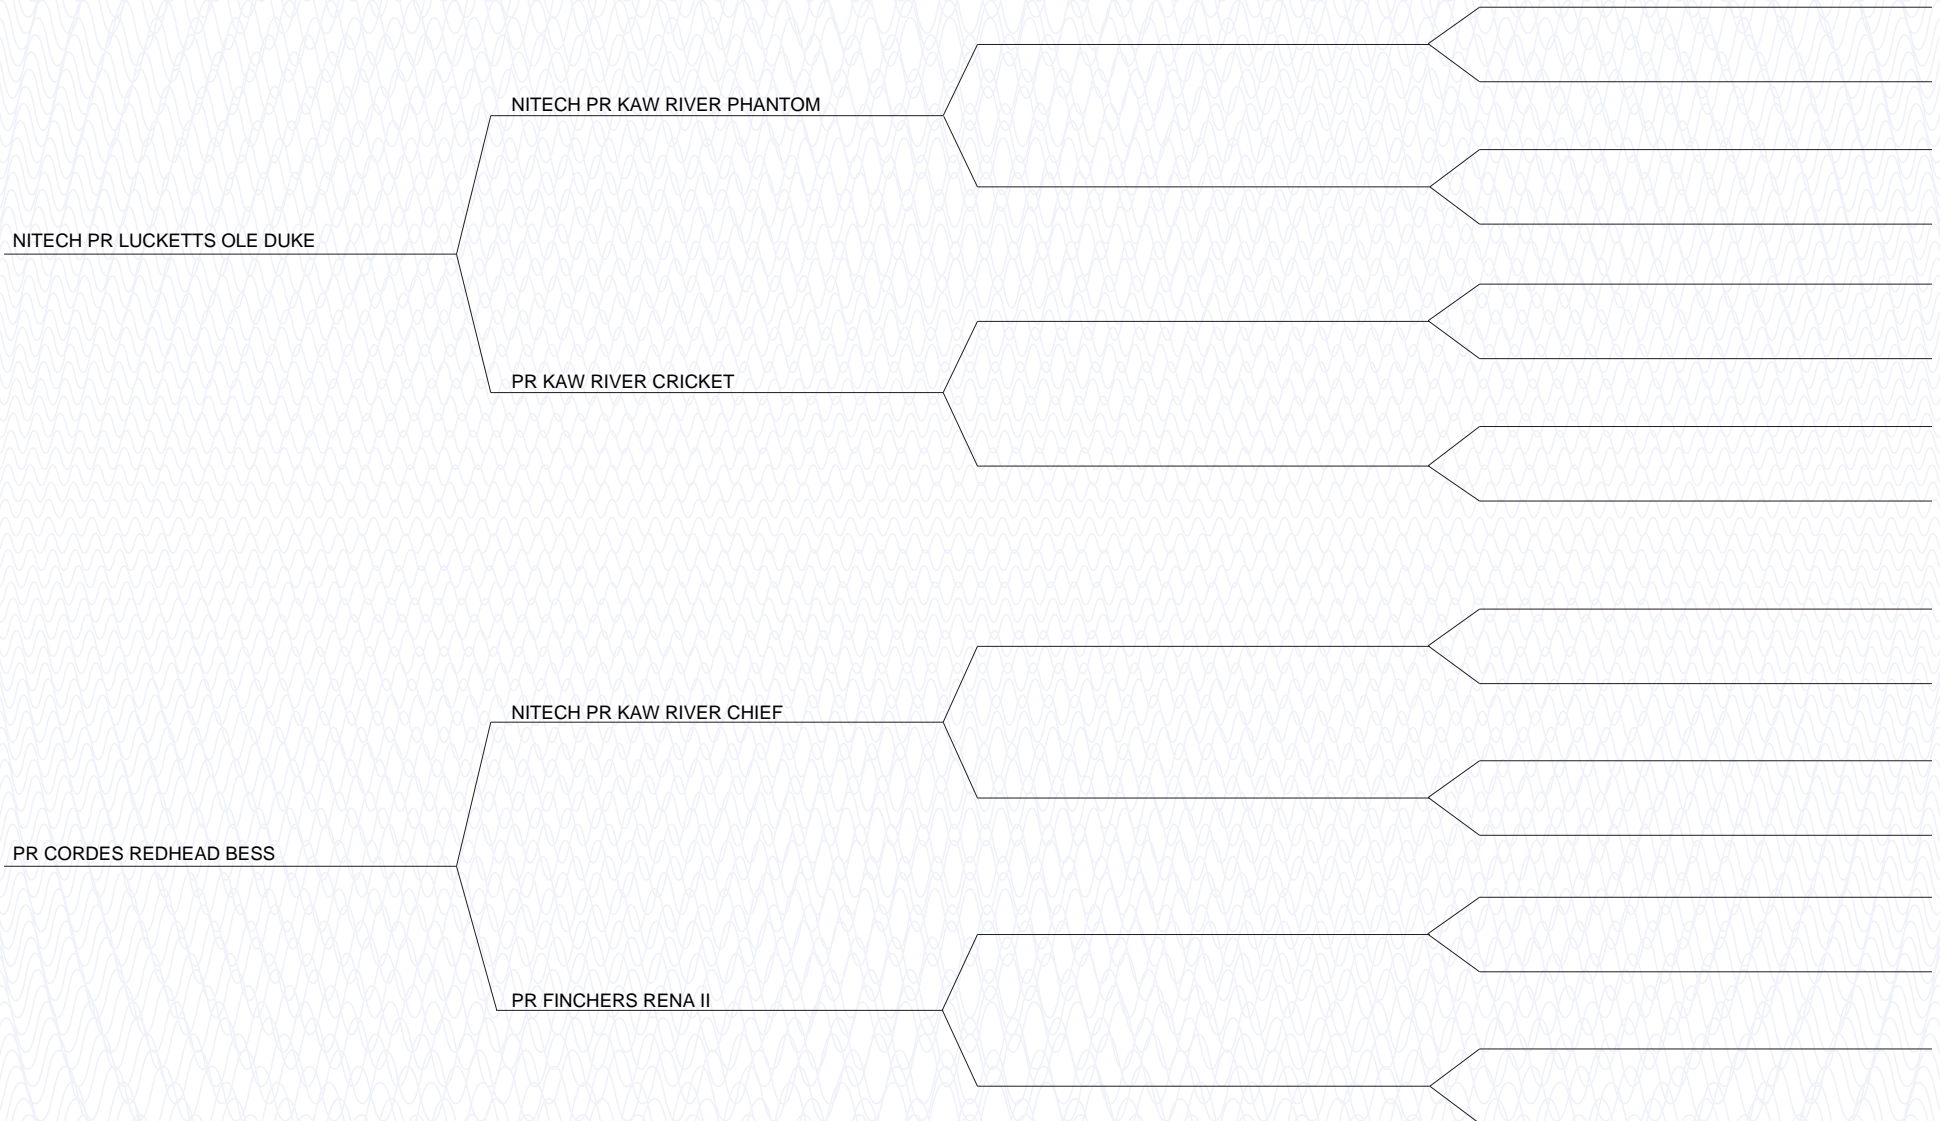 NITECH PR KAW RIVER PHANTOM
NITECH PR LUCKETTS OLE DUKE
PR KAW RIVER CRICKET
NITECH PR KAW RIVER CHIEF
PR CORDES REDHEAD BESS
PR FINCHERS RENA II